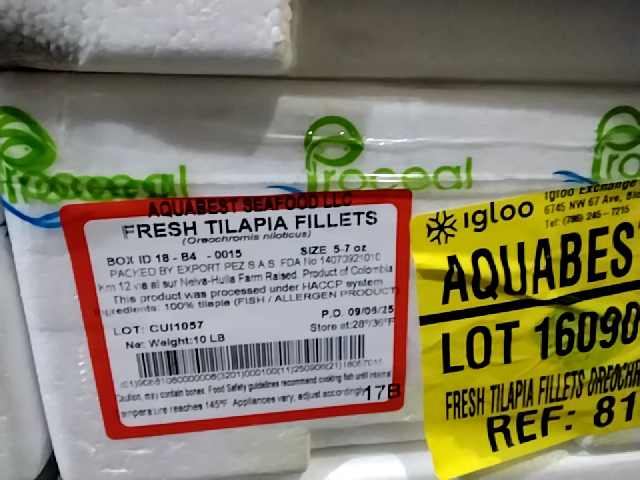 Proceal
AQUABEST SEAFOOD LLC
FRESH TILAPIA FILLETS
(Oreochromis niloticus)
BOX ID 18 - B4 - 0015 SIZE 5-7 oz
PACKED BY EXPORT PEZ S.A.S. FDA No 14073921010
Km 12 via al sur Neiva-Huila Farm Raised. Product of Colombia
This product was processed under HACCP system
Ingredients: 100% tilapia (FISH / ALLERGEN PRODUCT)
P.D. 09/06/25
LOT: CUI1057 Store at:28°/36°F
Net Weight:10 LB
Caution, may contain bones. Food Safety guidelines recommend cooking fish until internal
temperature reaches 145°F. Appliances vary, adjust accordingly 17B
igloo
Igloo Exchange
6745 NW 67 Ave,
Tel: (786) 245 - 7215
AQUABES
LOT 16090
FRESH TILAPIA FILLETS OREOCHR
REF: 81